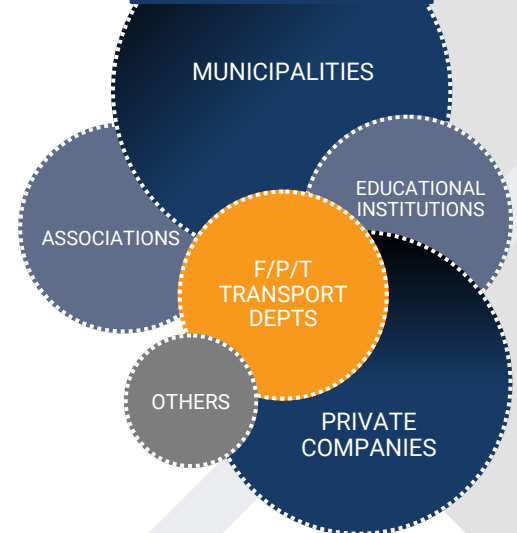 MUNICIPALITIES
EDUCATIONAL
INSTITUTIONS
ASSOCIATIONS
F/P/T
TRANSPORT
DEPTS
OTHERS
PRIVATE
COMPANIES